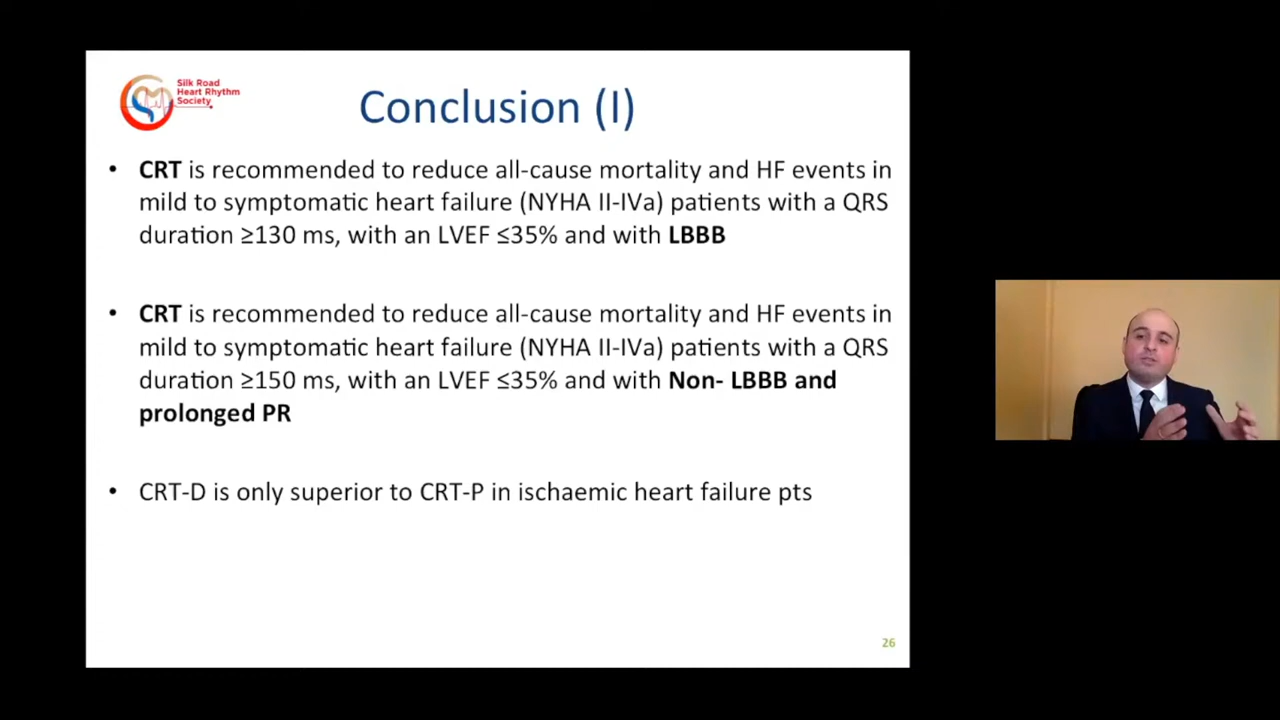 Silk Road
Heart Rhythm
Society
Conclusion (I)
• CRT is recommended to reduce all-cause mortality and HF events in
mild to symptomatic heart failure (NYHA II-IVa) patients with a QRS
duration ≥130 ms, with an LVEF ≤35% and with LBBB
• CRT is recommended to reduce all-cause mortality and HF events in
mild to symptomatic heart failure (NYHA II-IVa) patients with a QRS
duration ≥150 ms, with an LVEF ≤35% and with Non- LBBB and
prolonged PR
• CRT-D is only superior to CRT-P in ischaemic heart failure pts
26